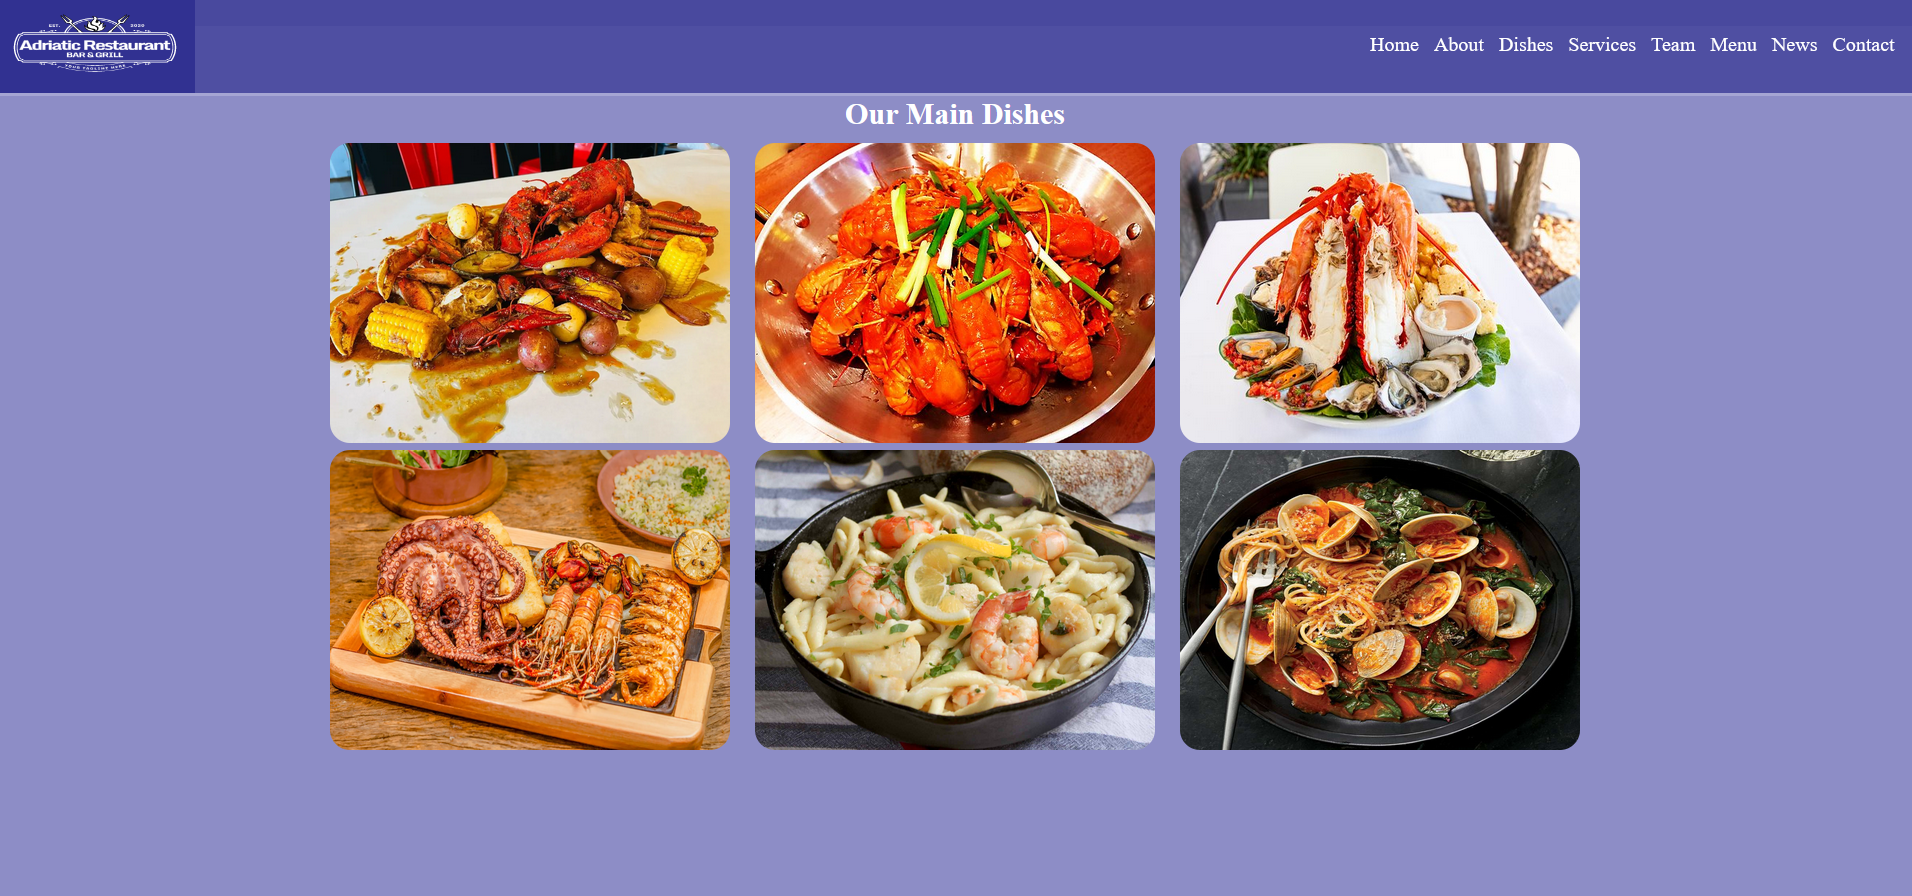 EST. 2020
Adriatic Restaurant
BAR & GRILL
YOUR TAGLINE HERE
Home About Dishes Services Team Menu News Contact
Our Main Dishes